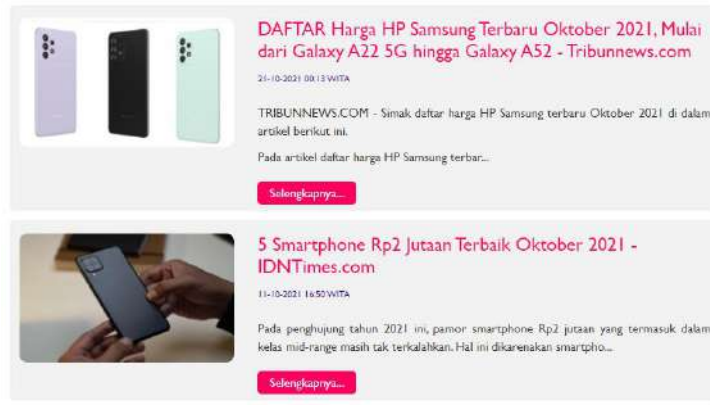 DAFTAR Harga HP Samsung Terbaru Oktober 2021, Mulai
dari Galaxy A22 5G hingga Galaxy A52 - Tribunnews.com
21-10-2021 00:13 WITA
TRIBUNNEWS.COM - Simak daftar harga HP Samsung terbaru Oktober 2021 di dalam
artikel berikut ini.
Pada artikel daftar harga HP Samsung terbar...
Selengkapnya...
5 Smartphone Rp2 Jutaan Terbaik Oktober 2021 -
IDNTimes.com
11-10-2021 16:50 WITA
Pada penghujung tahun 2021 ini, pamor smartphone Rp2 jutaan yang termasuk dalam
kelas mid-range masih tak terkalahkan. Hal ini dikarenakan smartpho...
Selengkapnya...